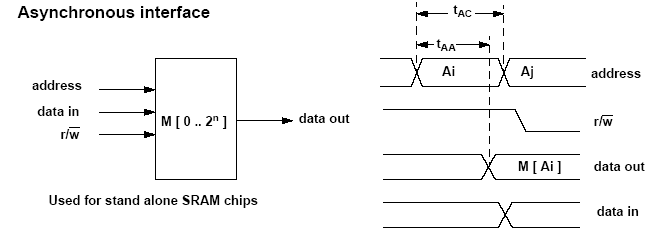 Asynchronous interface
address
data in
r/w̅
M [ 0 .. 2ⁿ ]
data out
Used for stand alone SRAM chips
tAC
tAA
Ai
Aj
address
r/w̅
M [ Ai ]
data out
data in